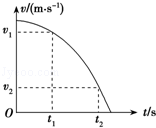 v/(m·s⁻¹)
v₁
v₂
O
t₁
t₂
t/s